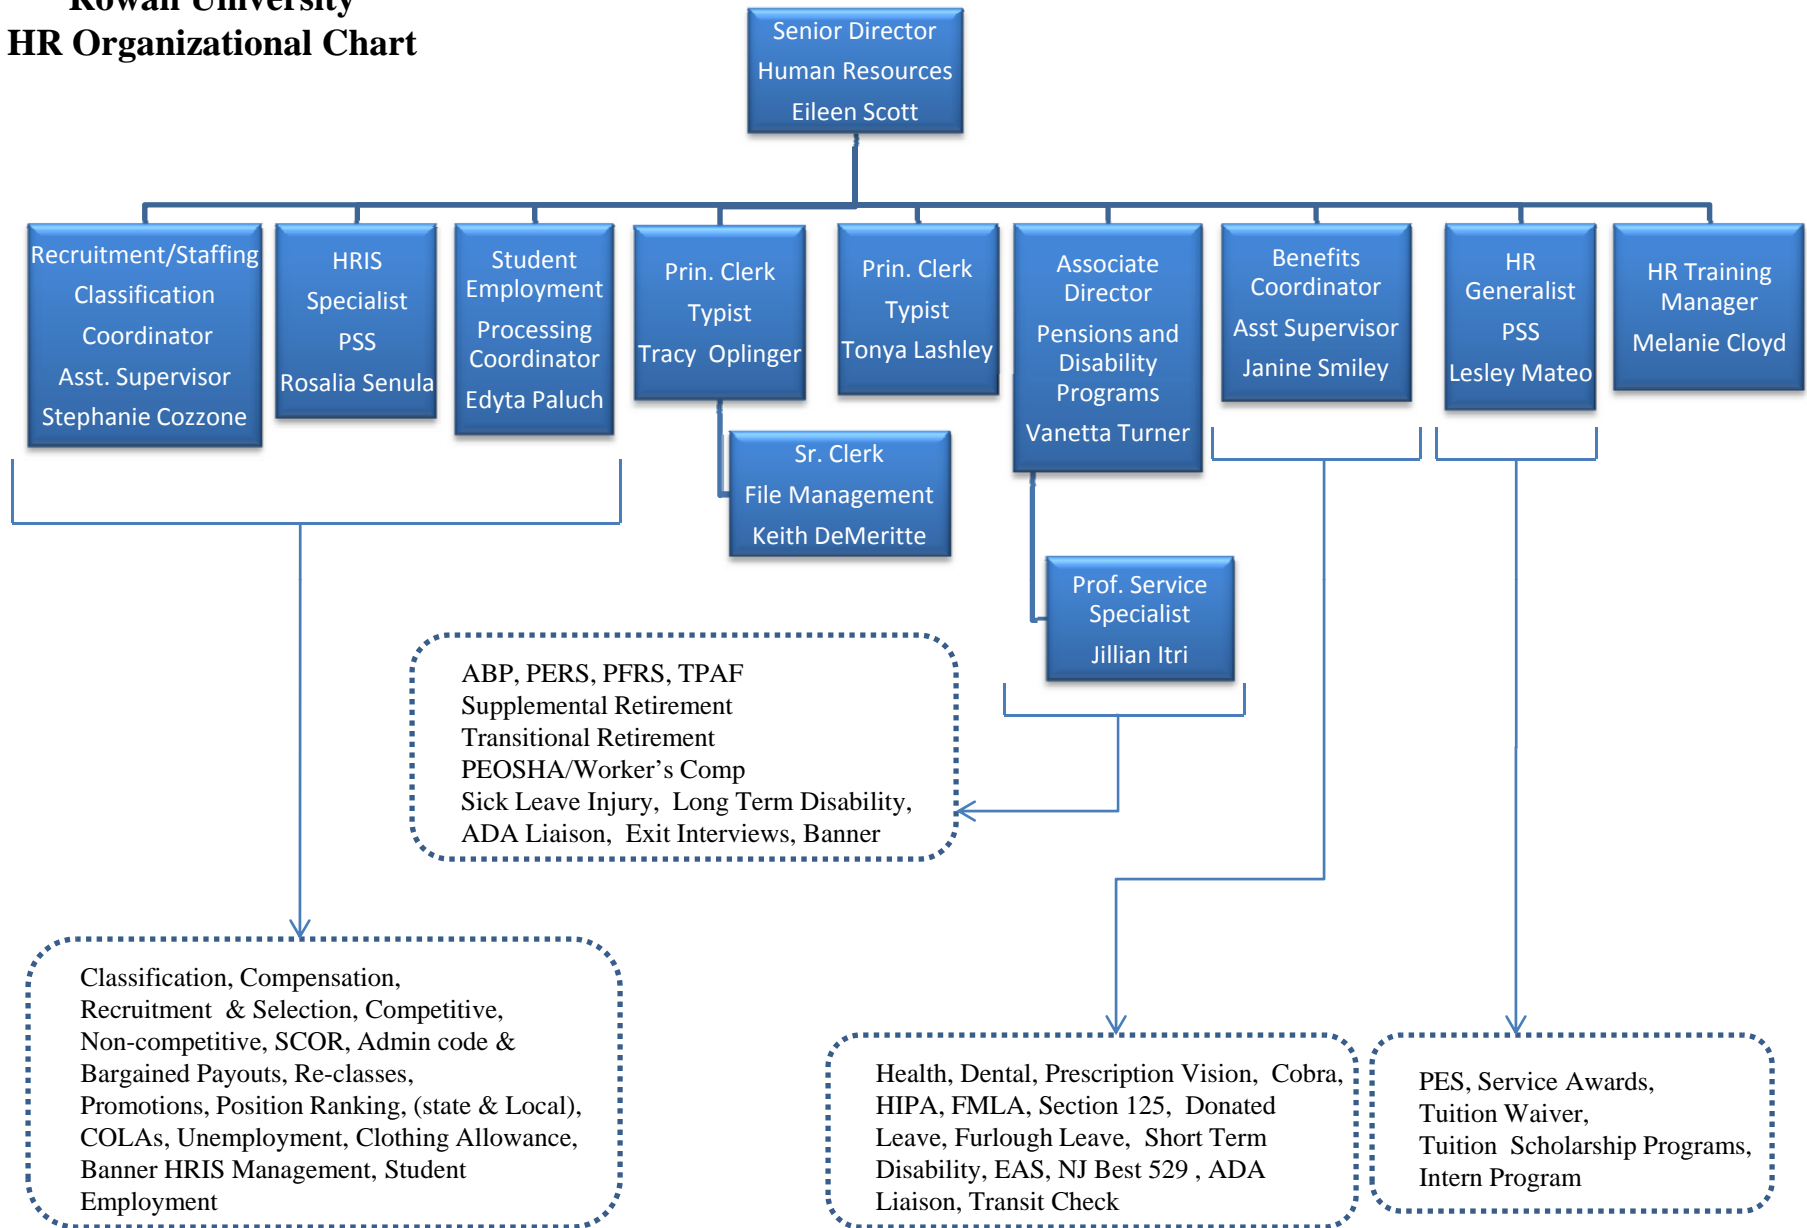 Rowan University
HR Organizational Chart
Senior Director
Human Resources
Eileen Scott
Recruitment/Staffing
Classification
Coordinator
Asst. Supervisor
Stephanie Cozzone
HRIS
Specialist
PSS
Rosalia Senula
Student
Employment
Processing
Coordinator
Edyta Paluch
Prin. Clerk
Typist
Tracy Oplinger
Prin. Clerk
Typist
Tonya Lashley
Associate
Director
Pensions and
Disability
Programs
Vanetta Turner
Benefits
Coordinator
Asst Supervisor
Janine Smiley
HR
Generalist
PSS
Lesley Mateo
HR Training
Manager
Melanie Cloyd
Sr. Clerk
File Management
Keith DeMeritte
Prof. Service
Specialist
Jillian Itri
ABP, PERS, PFRS, TPAF
Supplemental Retirement
Transitional Retirement
PEOSHA/Worker’s Comp
Sick Leave Injury, Long Term Disability,
ADA Liaison, Exit Interviews, Banner
Classification, Compensation,
Recruitment & Selection, Competitive,
Non-competitive, SCOR, Admin code &
Bargained Payouts, Re-classes,
Promotions, Position Ranking, (state & Local),
COLAs, Unemployment, Clothing Allowance,
Banner HRIS Management, Student
Employment
Health, Dental, Prescription Vision, Cobra,
HIPA, FMLA, Section 125, Donated
Leave, Furlough Leave, Short Term
Disability, EAS, NJ Best 529 , ADA
Liaison, Transit Check
PES, Service Awards,
Tuition Waiver,
Tuition Scholarship Programs,
Intern Program